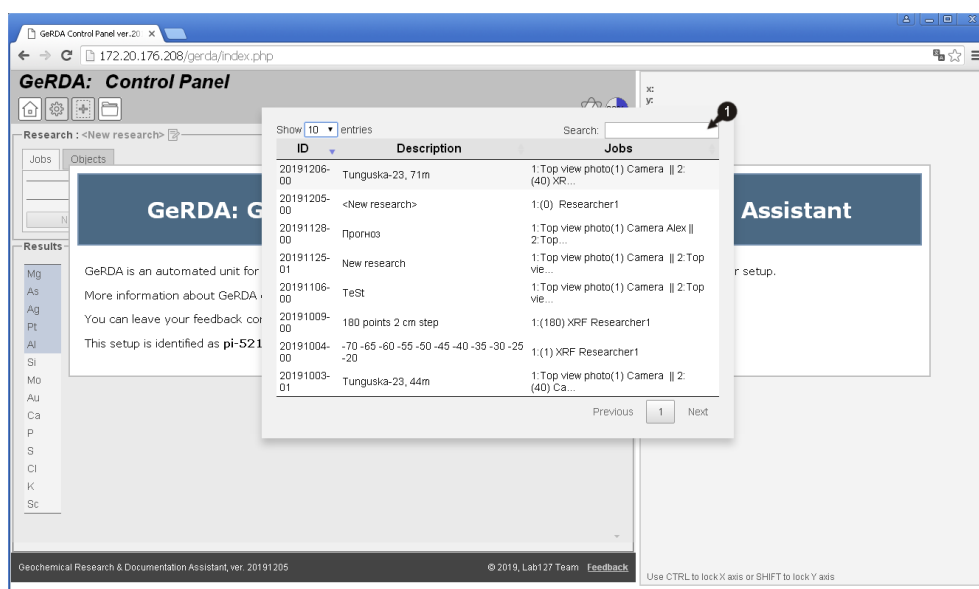 GeRDA Control Panel ver.20
172.20.176.208/gerda/index.php
GeRDA: Control Panel
x:
y:
1
Research : <New research>
Jobs Objects
Show 10 entries
Search:
ID Description Jobs
20191206-00 Tunguska-23, 71m 1:Top view photo(1) Camera || 2:(40) XR...
20191205-00 <New research> 1:(0) Researcher1
20191128-00 Прогноз 1:Top view photo(1) Camera Alex || 2:Top...
20191125-01 New research 1:Top view photo(1) Camera || 2:Top vie...
20191106-00 TeSt 1:Top view photo(1) Camera || 2:Top vie...
20191009-00 180 points 2 cm step 1:(180) XRF Researcher1
20191004-00 -70 -65 -60 -55 -50 -45 -40 -35 -30 -25 -20 1:(1) XRF Researcher1
20191003-01 Tunguska-23, 44m 1:Top view photo(1) Camera || 2:(40) Ca...
Previous 1 Next
N
GeRDA: G
Assistant
GeRDA is an automated unit for
r setup.
More information about GeRDA
You can leave your feedback
This setup is identified as pi-521
Results
Mg
As
Ag
Pt
Al
Si
Mo
Au
Ca
P
S
Cl
K
Sc
Geochemical Research & Documentation Assistant, ver. 20191205
© 2019, Lab127 Team Feedback
Use CTRL to lock X axis or SHIFT to lock Y axis